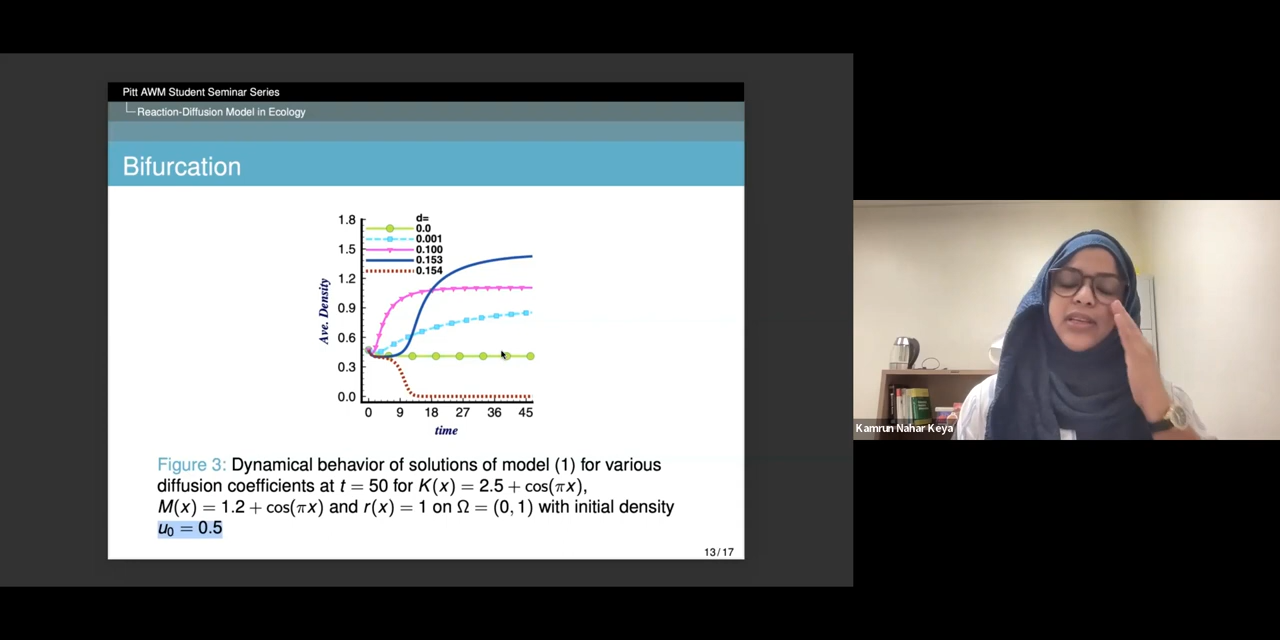 Pitt AWM Student Seminar Series
Reaction-Diffusion Model in Ecology
Bifurcation
d=
0.0
0.001
0.100
0.153
0.154
1.8
1.5
1.2
0.9
0.6
0.3
0.0
Ave. Density
0 9 18 27 36 45
time
Figure 3: Dynamical behavior of solutions of model (1) for various
diffusion coefficients at t = 50 for K(x) = 2.5 + cos(πx),
M(x) = 1.2 + cos(πx) and r(x) = 1 on Ω = (0, 1) with initial density
u₀ = 0.5
13/17
Kamrun Nahar Keya